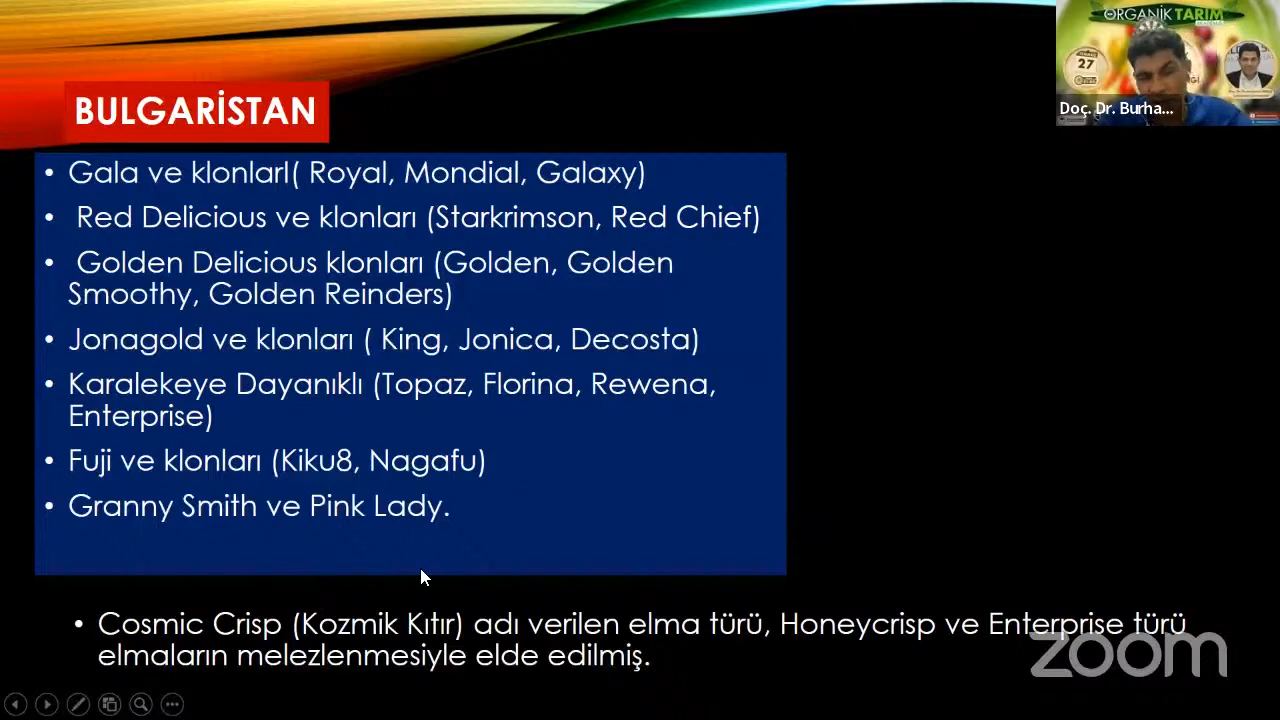 ORGANİK TARIM
27
Doç. Dr. Burha...
BULGARİSTAN
• Gala ve klonlarl( Royal, Mondial, Galaxy)
• Red Delicious ve klonları (Starkrimson, Red Chief)
• Golden Delicious klonları (Golden, Golden
Smoothy, Golden Reinders)
• Jonagold ve klonları ( King, Jonica, Decosta)
• Karalekeye Dayanıklı (Topaz, Florina, Rewena,
Enterprise)
• Fuji ve klonları (Kiku8, Nagafu)
• Granny Smith ve Pink Lady.
• Cosmic Crisp (Kozmik Kıtır) adı verilen elma türü, Honeycrisp ve Enterprise türü
elmaların melezlenmesiyle elde edilmiş.
zoom